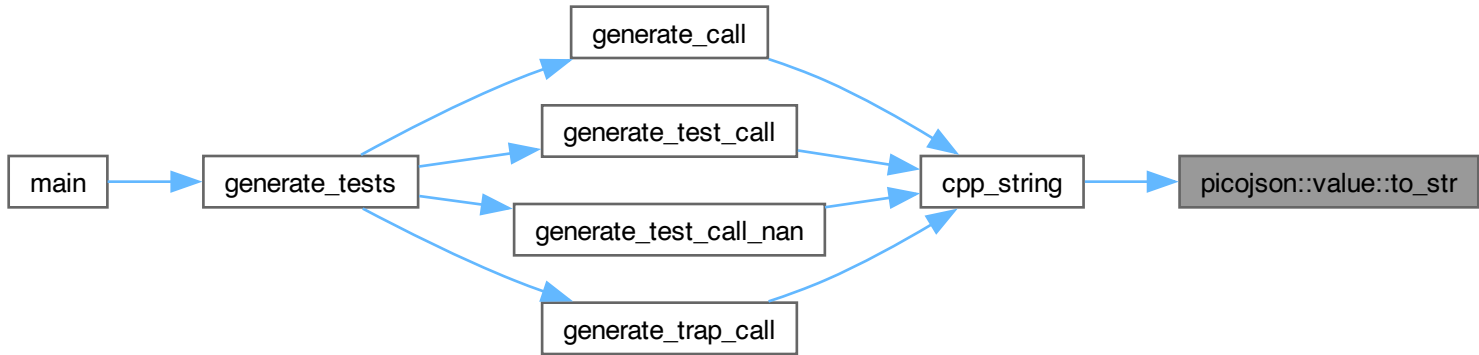 main
generate_tests
generate_call
generate_test_call
generate_test_call_nan
generate_trap_call
cpp_string
picojson::value::to_str